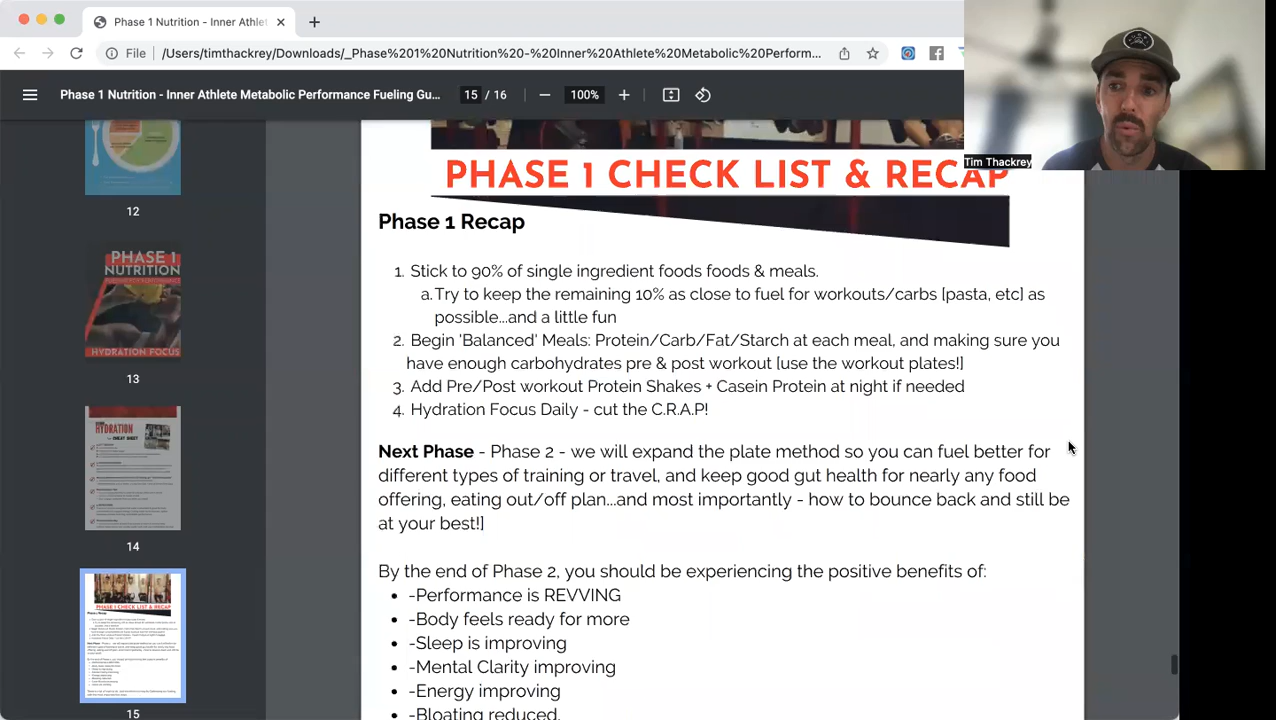 Phase 1 Nutrition - Inner Athlet
File
/Users/timthackrey/Downloads/_Phase%201%20Nutrition%20-%20Inner%20Athlete%20Metabolic%20Perform...
Phase 1 Nutrition - Inner Athlete Metabolic Performance Fueling Gu...
15 / 16
100%
Tim Thackrey
12
PHASE 1
NUTRITION
HYDRATION FOCUS
13
HYDRATION
14
15
PHASE 1 CHECK LIST & RECAP
Phase 1 Recap
1. Stick to 90% of single ingredient foods foods & meals.
a. Try to keep the remaining 10% as close to fuel for workouts/carbs [pasta, etc] as
possible...and a little fun
2. Begin 'Balanced' Meals: Protein/Carb/Fat/Starch at each meal, and making sure you
have enough carbohydrates pre & post workout [use the workout plates!]
3. Add Pre/Post workout Protein Shakes + Casein Protein at night if needed
4. Hydration Focus Daily - cut the C.R.A.P!
Next Phase - Phase 2 - we will expand the plate method so you can fuel better for
different types of training or travel, and keep good gut health for nearly any food
offering, eating out/off plan...and most importantly - how to bounce back and still be
at your best!]
By the end of Phase 2, you should be experiencing the positive benefits of:
-Performance is REVVING
-Body feels much more
-Focus is improving
-Mental Clarity improving
-Energy improving
-Bloating reduced.